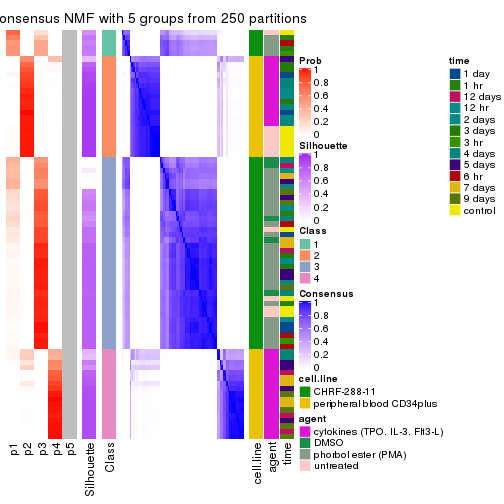 onsensus NMF with 5 groups from 250 partitions
Prob
1
0.8
0.6
0.4
0.2
0
Silhouette
1
0.8
0.6
0.4
0.2
0
Class
1
2
3
4
Consensus
1
0.8
0.6
0.4
0.2
0
cell.line
CHRF-288-11
peripheral blood CD34plus
agent
cytokines (TPO, IL-3, Flt3-L)
DMSO
phorbol ester (PMA)
untreated
time
1 day
1 hr
12 days
12 hr
2 days
3 days
3 hr
4 days
5 days
6 hr
7 days
9 days
control
p1
p2
p3
p4
p5
Silhouette
Class
cell.line
agent
time